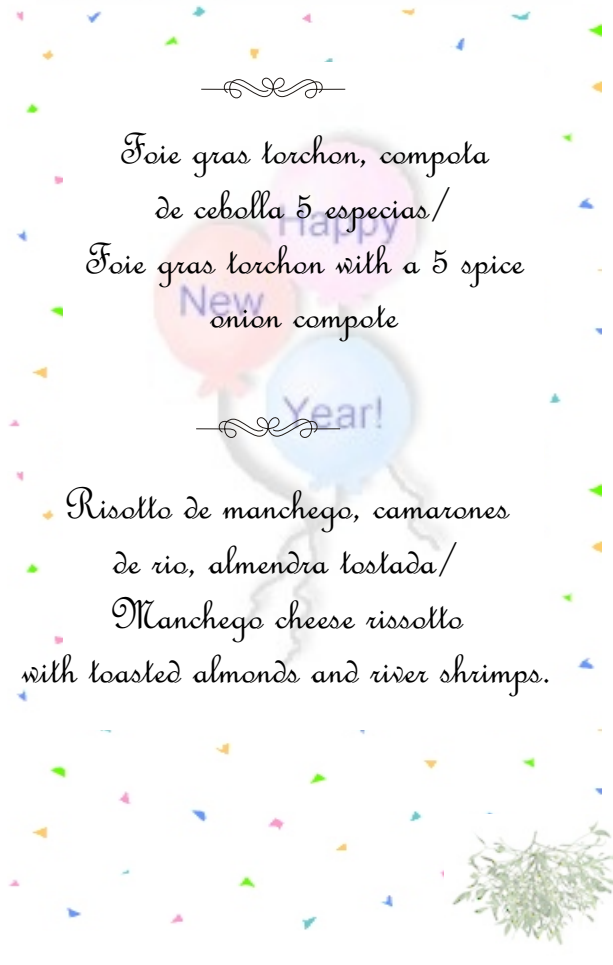 Foie gras torchon, compota
de cebolla 5 especias/
Foie gras torchon with a 5 spice
onion compote
Happy
New
Year!
Risotto de manchego, camarones
de rio, almendra tostada/
Manchego cheese rissotto
with toasted almonds and river shrimps.